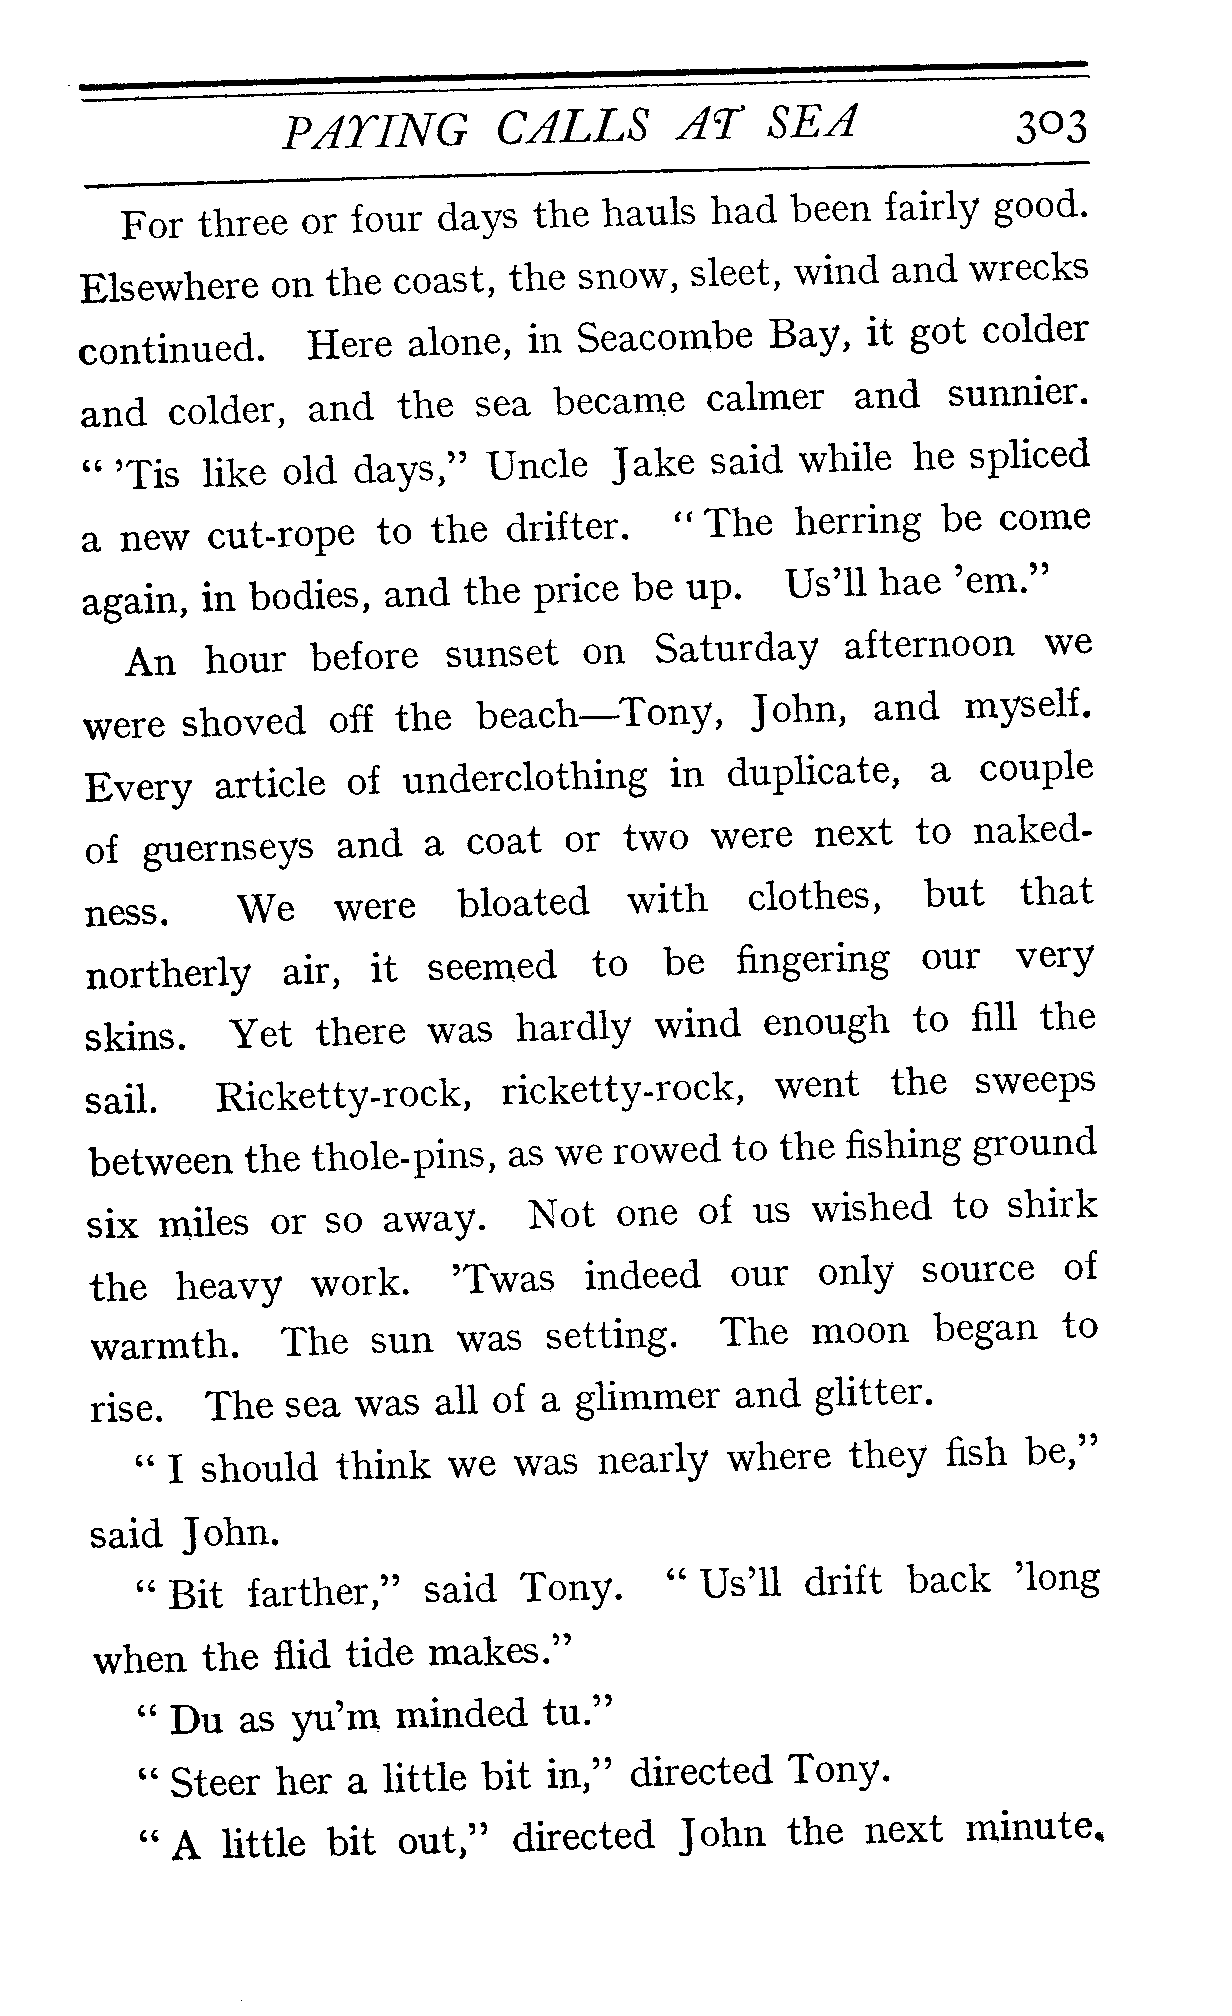 PAYING CALLS AT SEA 303
For three or four days the hauls had been fairly good.
Elsewhere on the coast, the snow, sleet, wind and wrecks
continued. Here alone, in Seacombe Bay, it got colder
and colder, and the sea became calmer and sunnier.
“ ’Tis like old days,” Uncle Jake said while he spliced
a new cut-rope to the drifter. “ The herring be come
again, in bodies, and the price be up. Us’ll hae ’em.”
An hour before sunset on Saturday afternoon we
were shoved off the beach—Tony, John, and myself.
Every article of underclothing in duplicate, a couple
of guernseys and a coat or two were next to naked-
ness. We were bloated with clothes, but that
northerly air, it seemed to be fingering our very
skins. Yet there was hardly wind enough to fill the
sail. Ricketty-rock, ricketty-rock, went the sweeps
between the thole-pins, as we rowed to the fishing ground
six miles or so away. Not one of us wished to shirk
the heavy work. ’Twas indeed our only source of
warmth. The sun was setting. The moon began to
rise. The sea was all of a glimmer and glitter.
“ I should think we was nearly where they fish be,”
said John.
“ Bit farther,” said Tony. “ Us’ll drift back ’long
when the flid tide makes.”
“ Du as yu’m minded tu.”
“ Steer her a little bit in,” directed Tony.
“ A little bit out,” directed John the next minute.